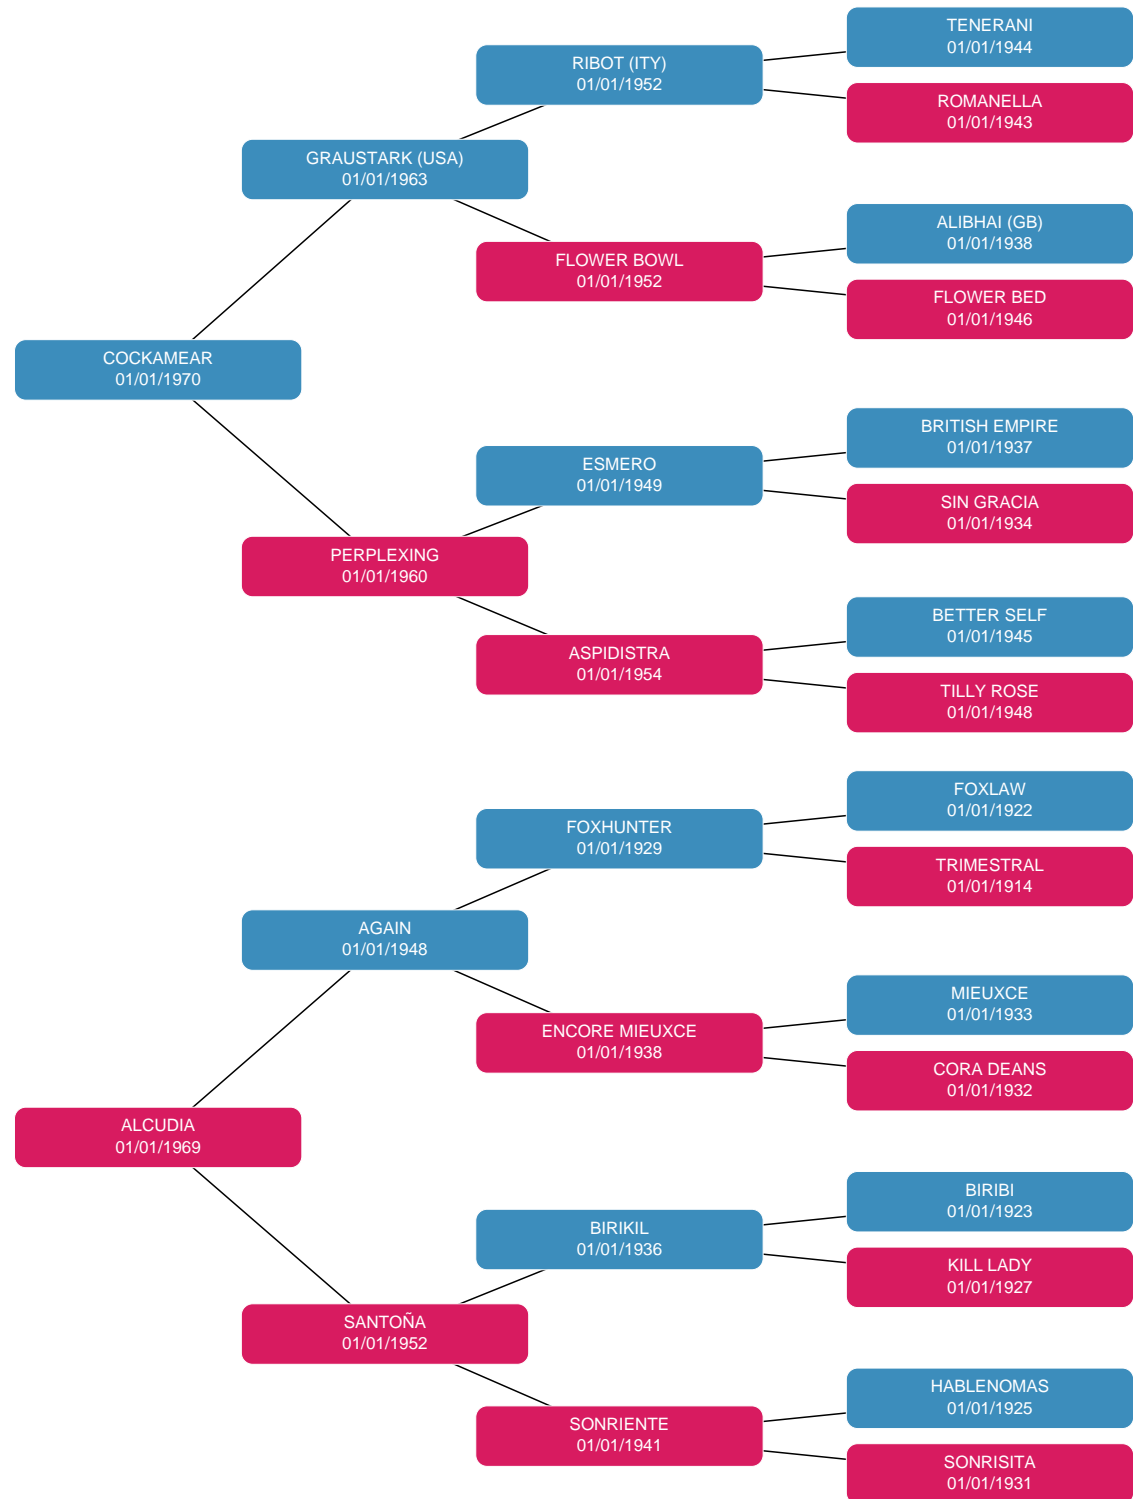 TENERANI
01/01/1944
RIBOT (ITY)
01/01/1952
ROMANELLA
01/01/1943
GRAUSTARK (USA)
01/01/1963
ALIBHAI (GB)
01/01/1938
FLOWER BOWL
01/01/1952
FLOWER BED
01/01/1946
COCKAMEAR
01/01/1970
BRITISH EMPIRE
01/01/1937
ESMERO
01/01/1949
SIN GRACIA
01/01/1934
PERPLEXING
01/01/1960
BETTER SELF
01/01/1945
ASPIDISTRA
01/01/1954
TILLY ROSE
01/01/1948
FOXLAW
01/01/1922
FOXHUNTER
01/01/1929
TRIMESTRAL
01/01/1914
AGAIN
01/01/1948
MIEUXCE
01/01/1933
ENCORE MIEUXCE
01/01/1938
CORA DEANS
01/01/1932
ALCUDIA
01/01/1969
BIRIBI
01/01/1923
BIRIKIL
01/01/1936
KILL LADY
01/01/1927
SANTOÑA
01/01/1952
HABLENOMAS
01/01/1925
SONRIENTE
01/01/1941
SONRISITA
01/01/1931